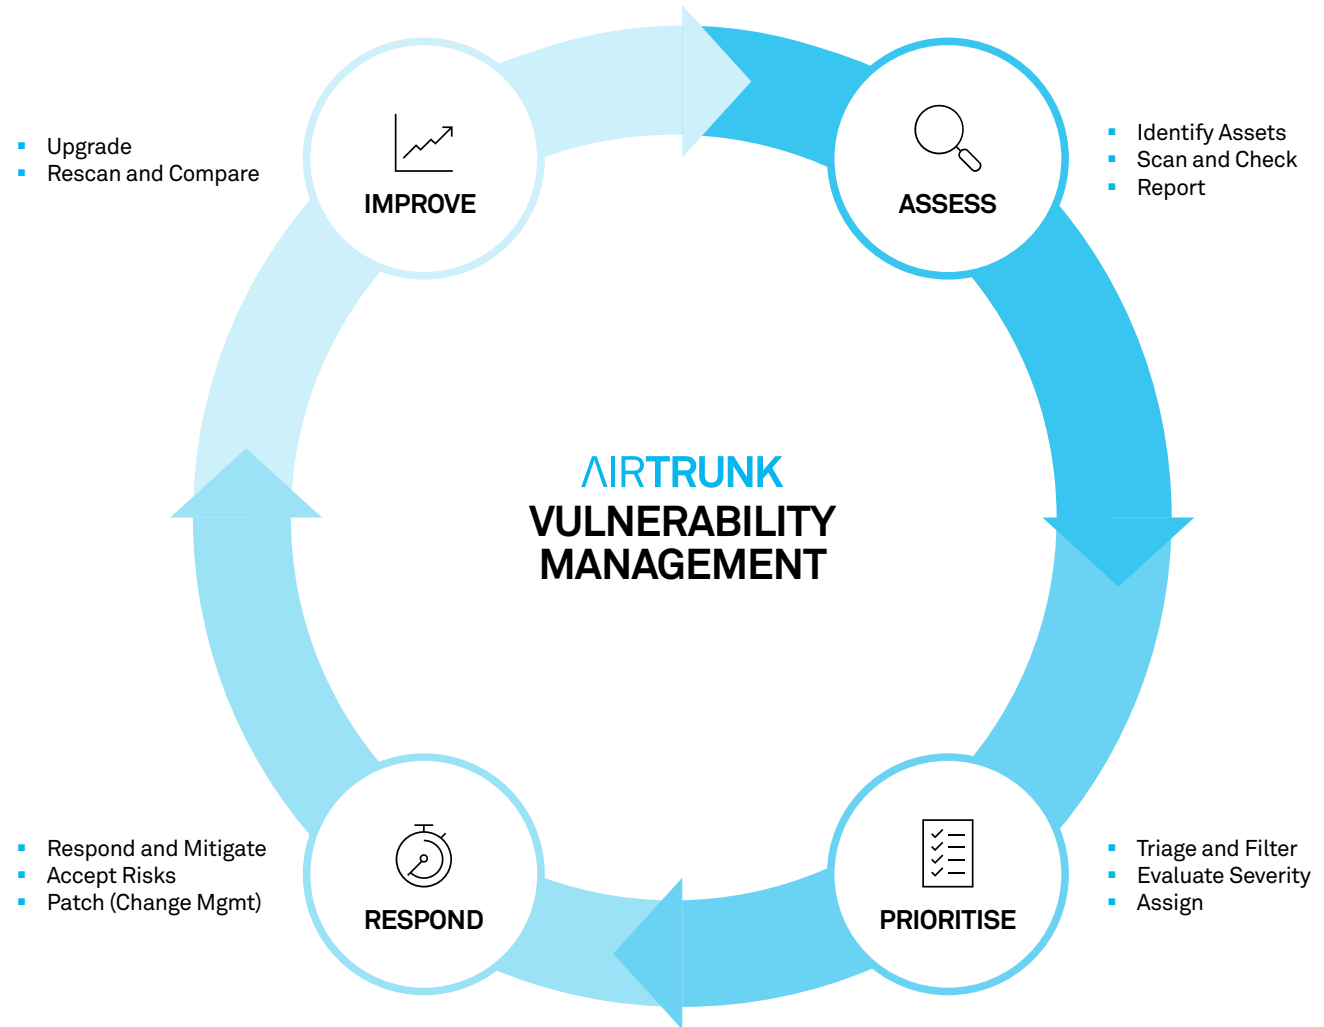 Upgrade
Rescan and Compare
IMPROVE
ASSESS
Identify Assets
Scan and Check
Report
AIRTRUNK
VULNERABILITY
MANAGEMENT
Respond and Mitigate
Accept Risks
Patch (Change Mgmt)
RESPOND
PRIORITISE
Triage and Filter
Evaluate Severity
Assign